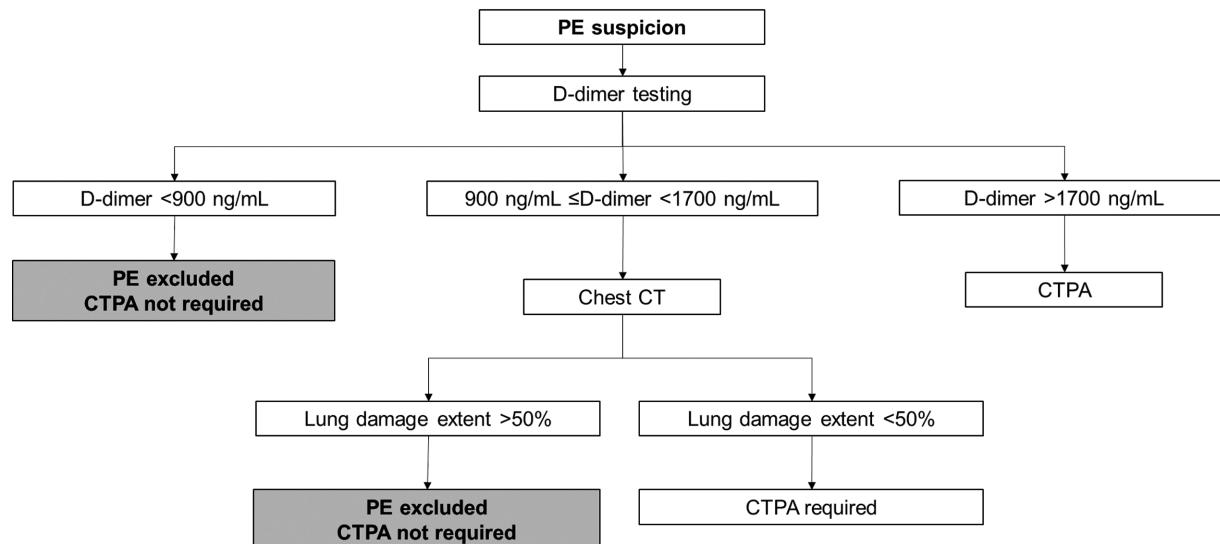 PE suspicion
D-dimer testing
D-dimer <900 ng/mL
900 ng/mL ≤D-dimer <1700 ng/mL
D-dimer >1700 ng/mL
PE excluded
CTPA not required
Chest CT
CTPA
Lung damage extent >50%
Lung damage extent <50%
PE excluded
CTPA not required
CTPA required